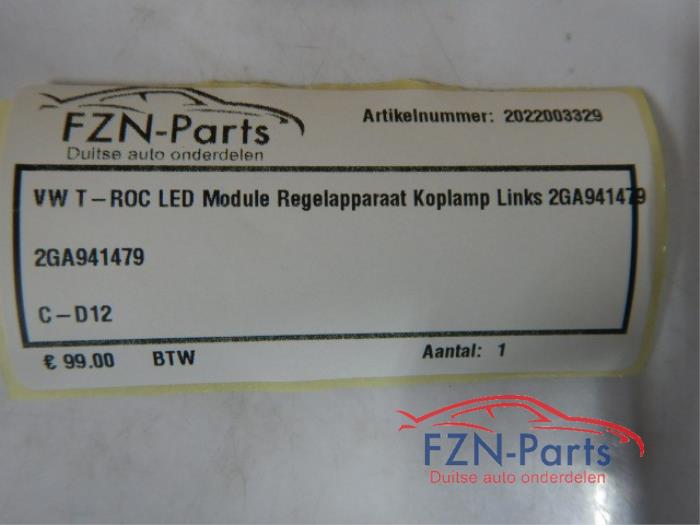 FZN-Parts
Duitse auto onderdelen
Artikelnummer: 2022003329
VW T-ROC LED Module Regelapparaat Koplamp Links 2GA941479
2GA941479
C-D12
€ 99.00 BTW
Aantal: 1
FZN-Parts
Duitse auto onderdelen